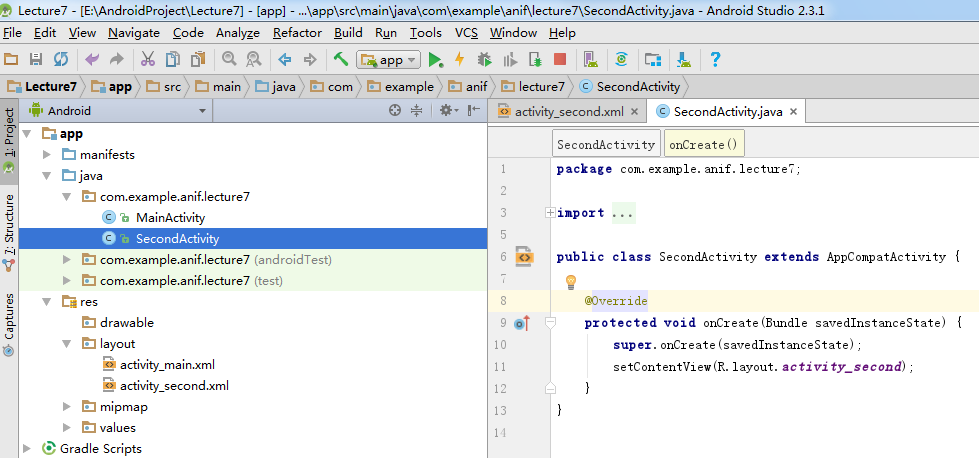 Lecture7 - [E:\AndroidProject\Lecture7] - [app] - ...\app\src\main\java\com\example\anif\lecture7\SecondActivity.java - Android Studio 2.3.1
File Edit View Navigate Code Analyze Refactor Build Run Tools VCS Window Help
app
Lecture7 app src main java com example anif lecture7 SecondActivity
Android
activity_second.xml SecondActivity.java
1: Project
7: Structure
Captures
app
manifests
java
com.example.anif.lecture7
MainActivity
SecondActivity
com.example.anif.lecture7 (androidTest)
com.example.anif.lecture7 (test)
res
drawable
layout
activity_main.xml
activity_second.xml
mipmap
values
Gradle Scripts
SecondActivity onCreate()
1 package com.example.anif.lecture7;
2
3 import ...
6 public class SecondActivity extends AppCompatActivity {
7
8 @Override
9 protected void onCreate(Bundle savedInstanceState) {
10 super.onCreate(savedInstanceState);
11 setContentView(R.layout.activity_second);
12 }
13 }
14